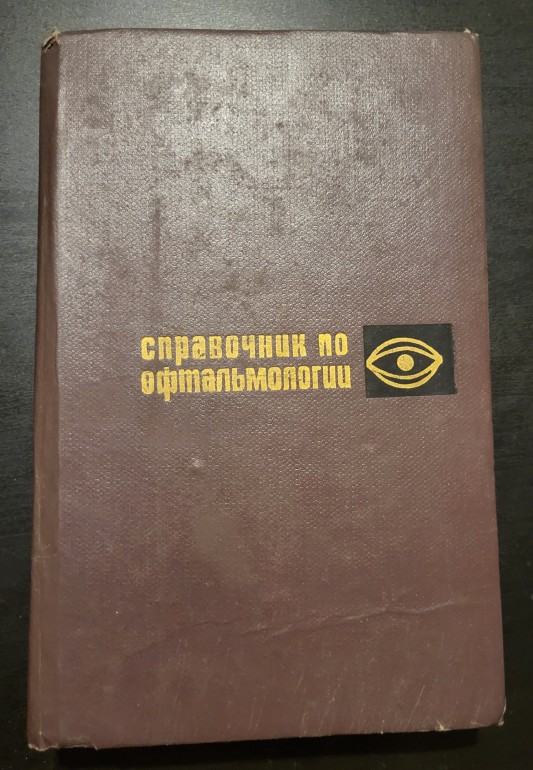 справочник по
офтальмологии